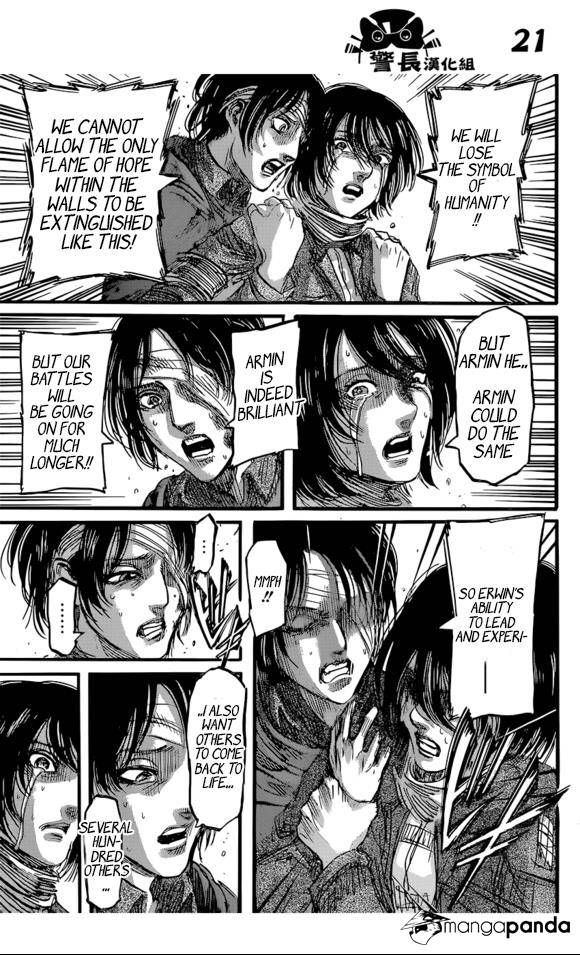 警長漢化組
21
WE WILL
LOSE
THE SYMBOL
OF
HUMANITY
!!
WE CANNOT
ALLOW THE ONLY
FLAME OF HOPE
WITHIN THE
WALLS TO BE
EXTINGUISHED
LIKE THIS!
BUT
ARMIN HE,,
ARMIN
COULD
DO THE
SAME
ARMIN
IS
INDEED
BRILLIANT
BUT OUR
BATTLES
WILL
BE GOING
ON FOR
MUCH
LONGER!!
SO ERWIN'S
ABILITY
TO LEAD
AND EXPERI-
—
MMPH
!!
....
....
..I ALSO
WANT
OTHERS
TO COME
BACK TO
LIFE...
SEVERAL
HUN-
DRED
OTHERS
...
mangapanda